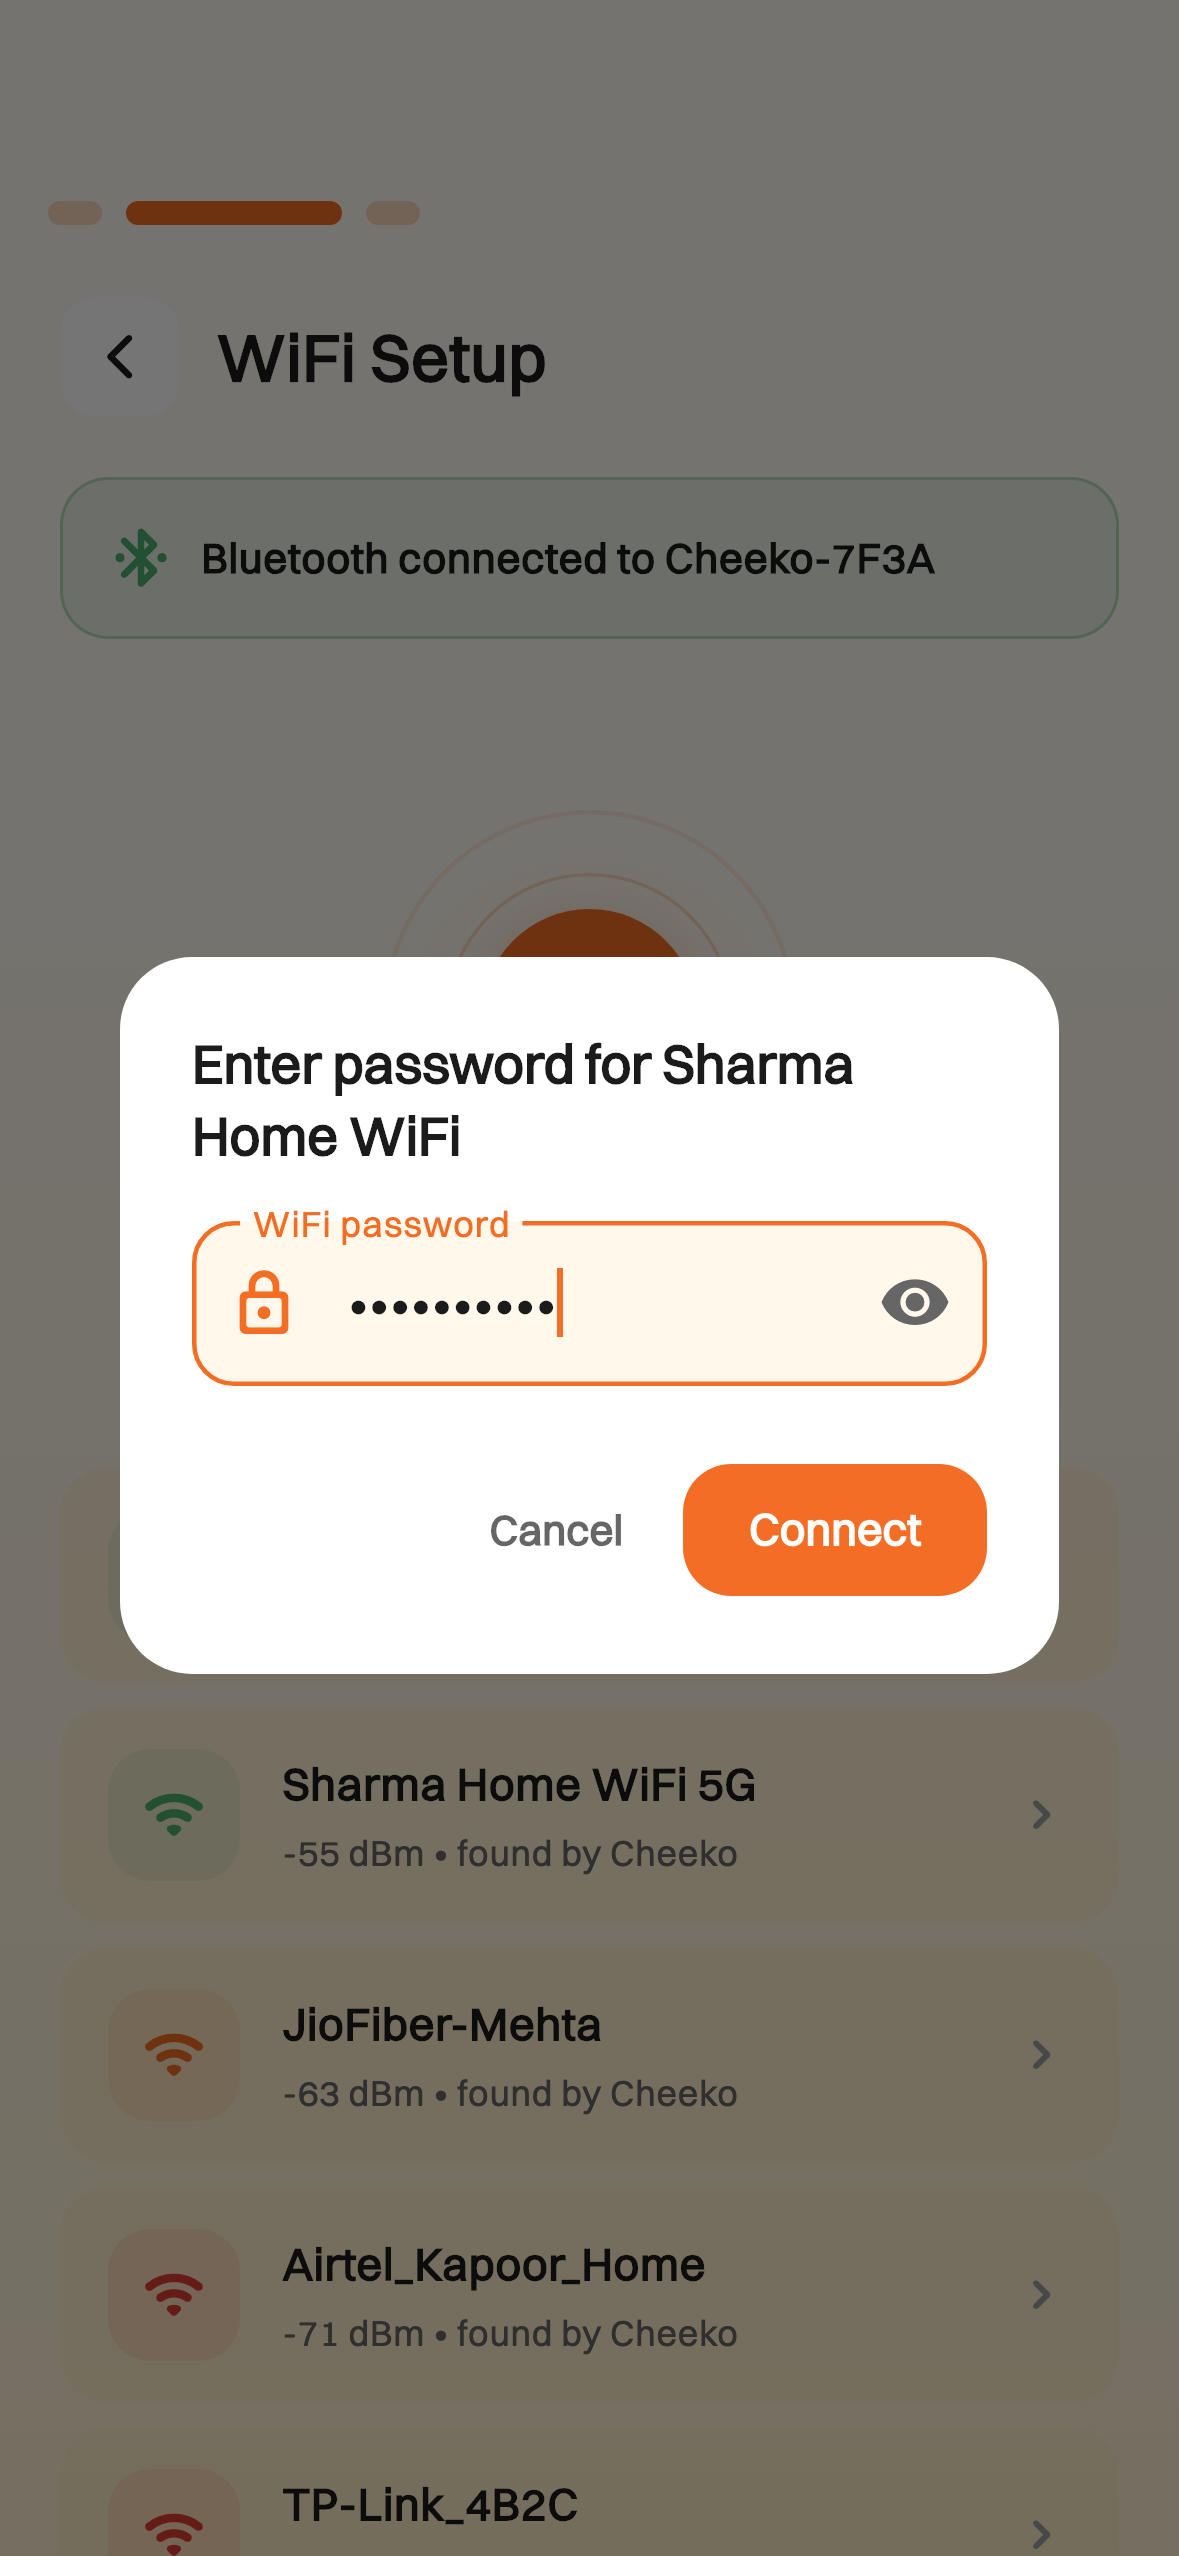 WiFi Setup
Bluetooth connected to Cheeko-7F3A
Enter password for Sharma
Home WiFi
WiFi password
••••••••••
Cancel
Connect
Sharma Home WiFi 5G
-55 dBm • found by Cheeko
JioFiber-Mehta
-63 dBm • found by Cheeko
Airtel_Kapoor_Home
-71 dBm • found by Cheeko
TP-Link_4B2C